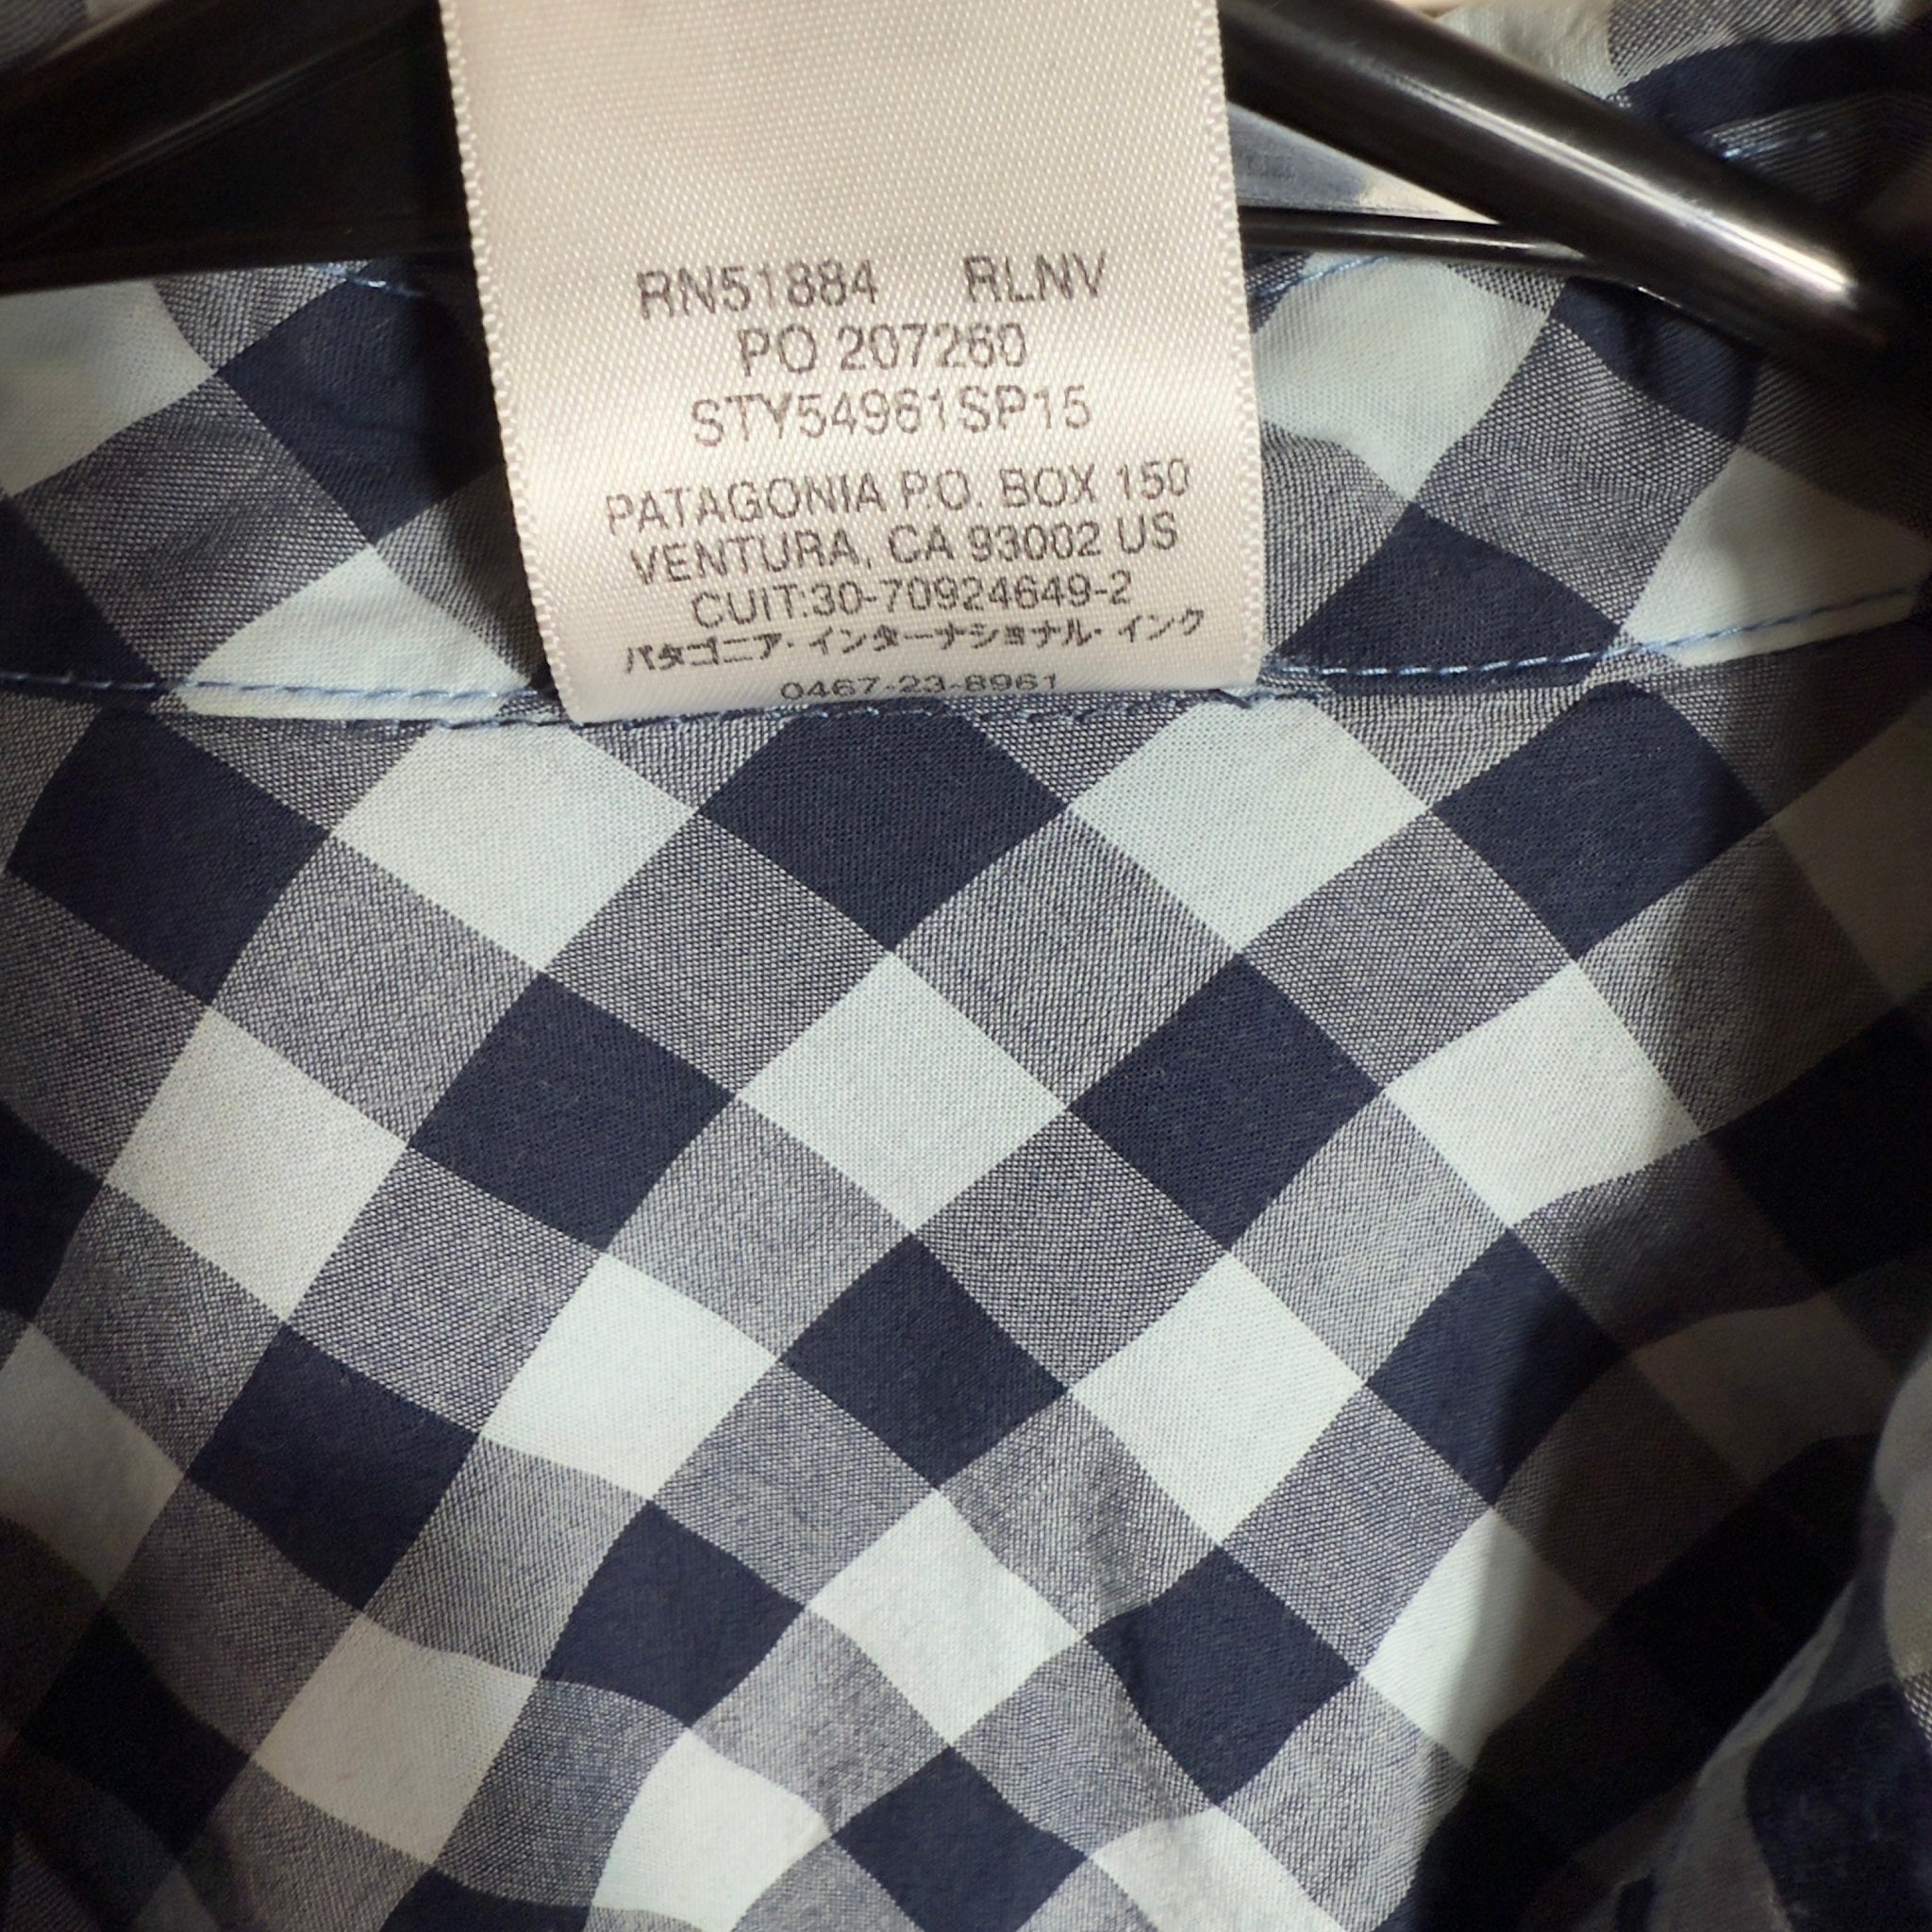 RN51884 RLNV
PO 207260
STY54961SP15
PATAGONIA P.O. BOX 150
VENTURA, CA 93002 US
CUIT:30-70924649-2
パタゴニア･インターナショナル･インク
0467-23-8961